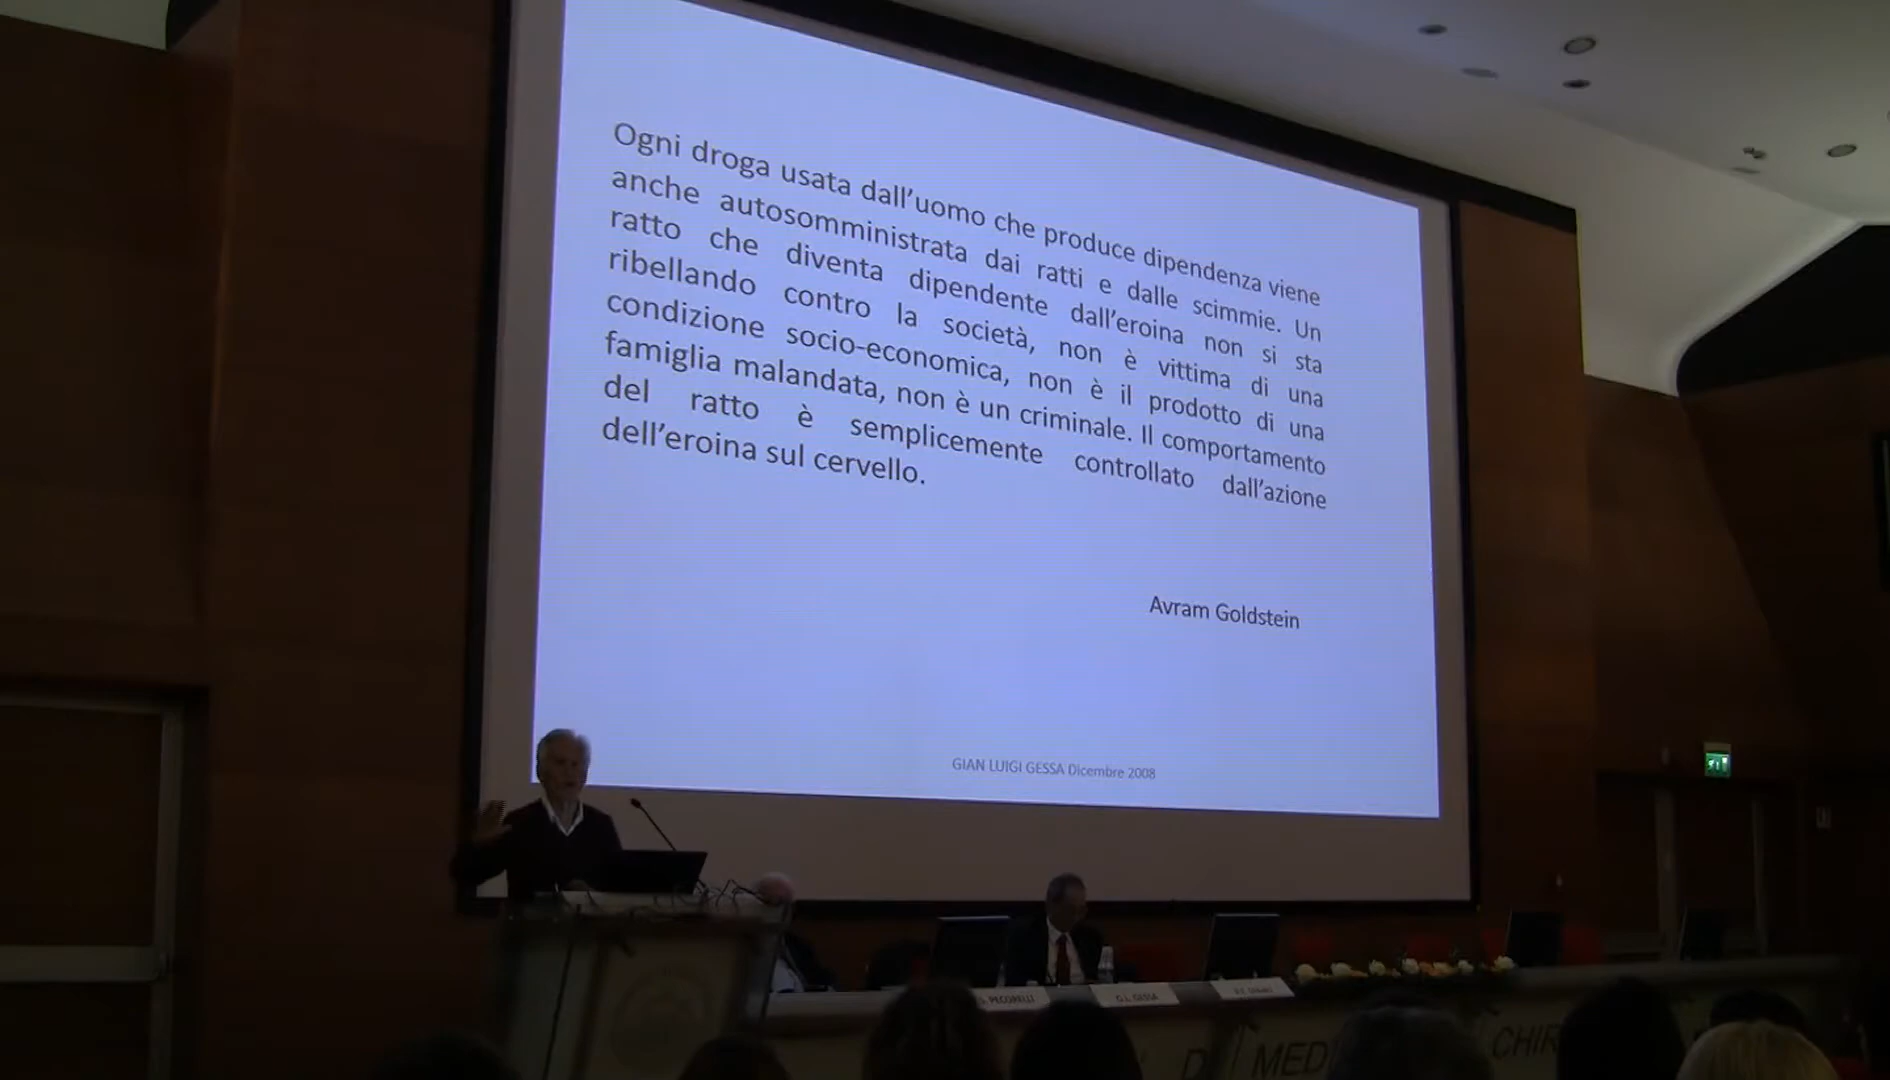 Ogni droga usata dall'uomo che produce dipendenza viene
anche autosomministrata dai ratti e dalle scimmie. Un
ratto che diventa dipendente dall'eroina non si sta
ribellando contro la società, non è vittima di una
condizione socio-economica, non è il prodotto di una
famiglia malandata, non è un criminale. Il comportamento
del ratto è semplicemente controllato dall'azione
dell'eroina sul cervello.
Avram Goldstein
GIAN LUIGI GESSA Dicembre 2008
PECORELLI
G.L. GESSA
MED
CHIR